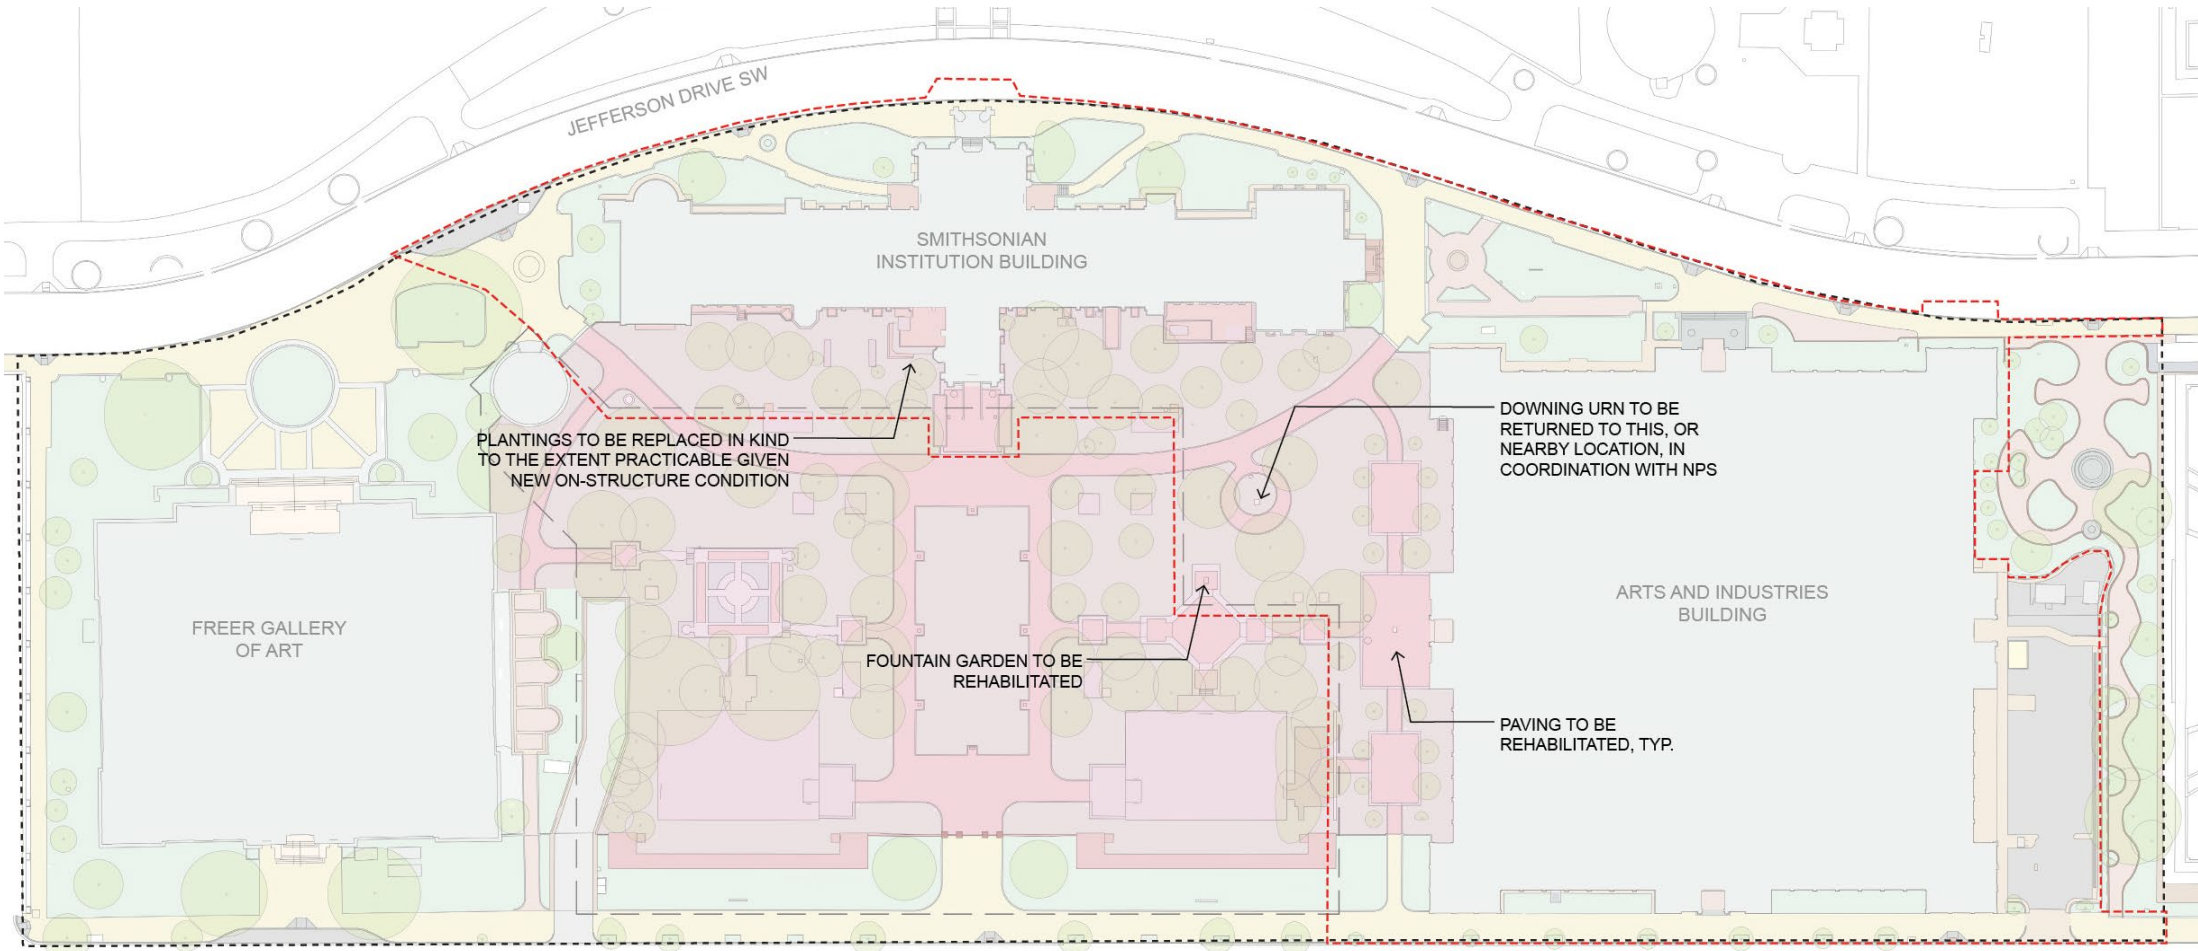 JEFFERSON DRIVE SW
SMITHSONIAN
INSTITUTION BUILDING
PLANTINGS TO BE REPLACED IN KIND
TO THE EXTENT PRACTICABLE GIVEN
NEW ON-STRUCTURE CONDITION
DOWNING URN TO BE
RETURNED TO THIS, OR
NEARBY LOCATION, IN
COORDINATION WITH NPS
FREER GALLERY
OF ART
ARTS AND INDUSTRIES
BUILDING
FOUNTAIN GARDEN TO BE
REHABILITATED
PAVING TO BE
REHABILITATED, TYP.